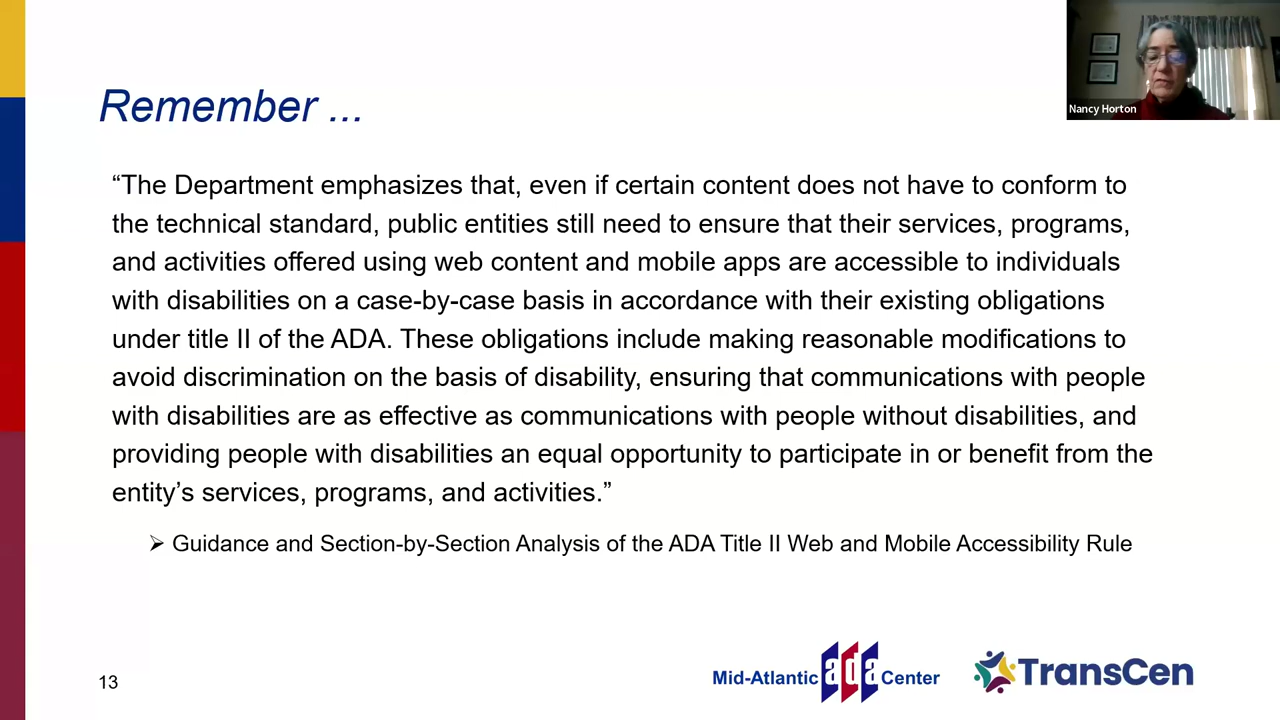 Remember ...
Nancy Horton
“The Department emphasizes that, even if certain content does not have to conform to
the technical standard, public entities still need to ensure that their services, programs,
and activities offered using web content and mobile apps are accessible to individuals
with disabilities on a case-by-case basis in accordance with their existing obligations
under title II of the ADA. These obligations include making reasonable modifications to
avoid discrimination on the basis of disability, ensuring that communications with people
with disabilities are as effective as communications with people without disabilities, and
providing people with disabilities an equal opportunity to participate in or benefit from the
entity’s services, programs, and activities.”
➢ Guidance and Section-by-Section Analysis of the ADA Title II Web and Mobile Accessibility Rule
13
Mid-Atlantic ada Center
TransCen